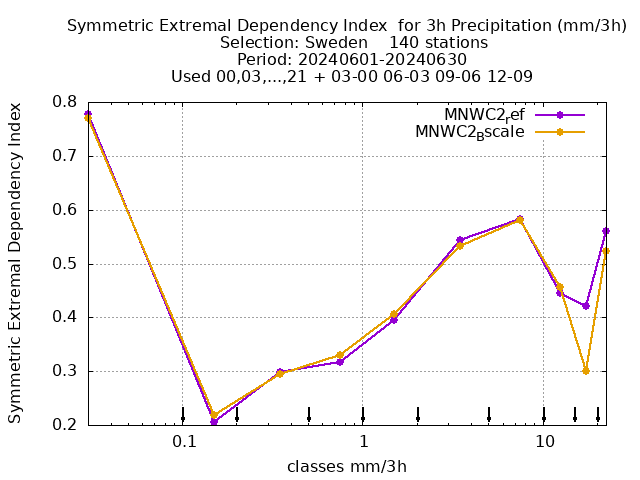 Symmetric Extremal Dependency Index  for 3h Precipitation (mm/3h)
Selection: Sweden    140 stations
Period: 20240601-20240630
Used 00,03,...,21 + 03-00 06-03 09-06 12-09
MNWC2ref
MNWC2Bscale
Symmetric Extremal Dependency Index
0.8
0.7
0.6
0.5
0.4
0.3
0.2
0.1 1 10
classes mm/3h